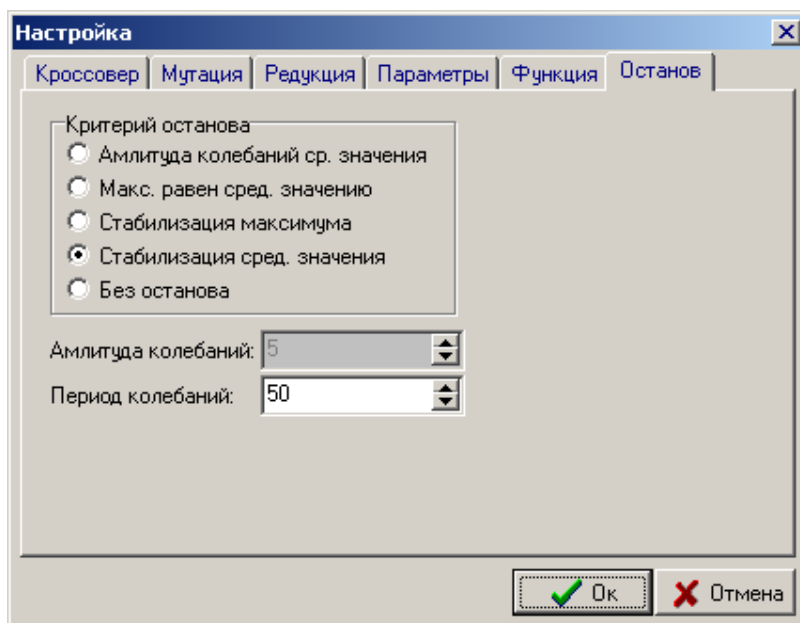 Настройка
Кроссовер Мутация Редукция Параметры Функция Останов
Критерий останова
Амлитуда колебаний ср. значения
Макс. равен сред. значению
Стабилизация максимума
Стабилизация сред. значения
Без останова
Амлитуда колебаний: 5
Период колебаний: 50
Ок Отмена